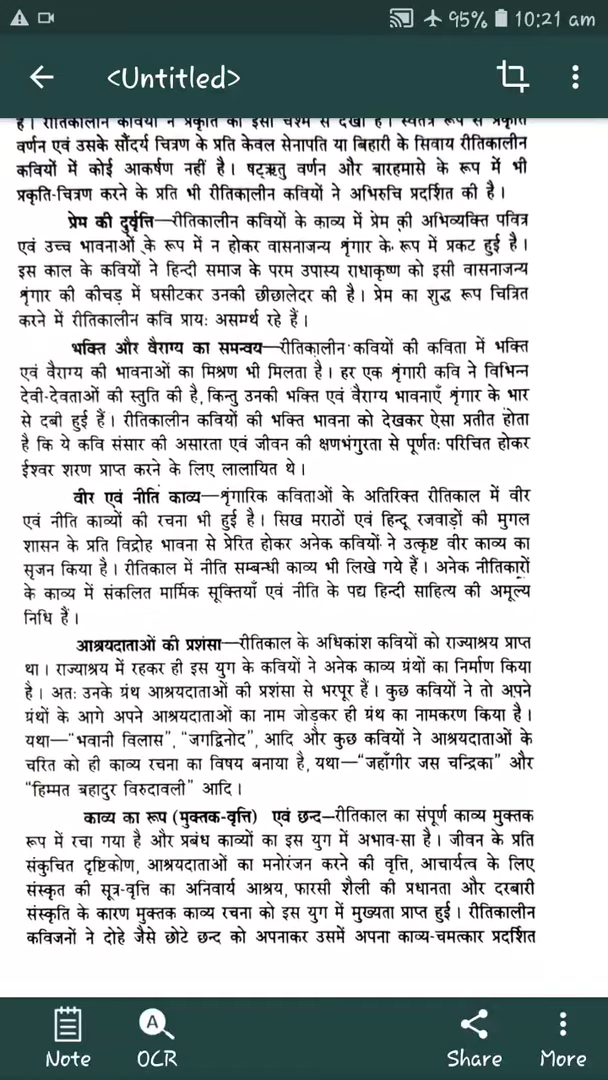 95% 10:21 am
<Untitled>
है। रीतिकालीन कवियों ने प्रकृति को इसी चश्मे से देखा है। स्वतंत्र रूप से प्रकृति
वर्णन एवं उसके सौंदर्य चित्रण के प्रति केवल सेनापति या बिहारी के सिवाय रीतिकालीन
कवियों में कोई आकर्षण नहीं है। षट्ऋतु वर्णन और बारहमासे के रूप में भी
प्रकृति-चित्रण करने के प्रति भी रीतिकालीन कवियों ने अभिरुचि प्रदर्शित की है।
प्रेम की दुर्वृत्ति—रीतिकालीन कवियों के काव्य में प्रेम की अभिव्यक्ति पवित्र
एवं उच्च भावनाओं के रूप में न होकर वासनाजन्य शृंगार के रूप में प्रकट हुई है।
इस काल के कवियों ने हिन्दी समाज के परम उपास्य राधाकृष्ण को इसी वासनाजन्य
शृंगार की कीचड़ में घसीटकर उनकी छीछालेदर की है। प्रेम का शुद्ध रूप चित्रित
करने में रीतिकालीन कवि प्रायः असमर्थ रहे हैं।
भक्ति और वैराग्य का समन्वय—रीतिकालीन कवियों की कविता में भक्ति
एवं वैराग्य की भावनाओं का मिश्रण भी मिलता है। हर एक शृंगारी कवि ने विभिन्न
देवी-देवताओं की स्तुति की है, किन्तु उनकी भक्ति एवं वैराग्य भावनाएँ शृंगार के भार
से दबी हुई हैं। रीतिकालीन कवियों की भक्ति भावना को देखकर ऐसा प्रतीत होता
है कि ये कवि संसार की असारता एवं जीवन की क्षणभंगुरता से पूर्णतः परिचित होकर
ईश्वर शरण प्राप्त करने के लिए लालायित थे।
वीर एवं नीति काव्य—शृंगारिक कविताओं के अतिरिक्त रीतिकाल में वीर
एवं नीति काव्यों की रचना भी हुई है। सिख मराठों एवं हिन्दू रजवाड़ों की मुगल
शासन के प्रति विद्रोह भावना से प्रेरित होकर अनेक कवियों ने उत्कृष्ट वीर काव्य का
सृजन किया है। रीतिकाल में नीति सम्बन्धी काव्य भी लिखे गये हैं। अनेक नीतिकारों
के काव्य में संकलित मार्मिक सूक्तियाँ एवं नीति के पद्य हिन्दी साहित्य की अमूल्य
निधि हैं।
आश्रयदाताओं की प्रशंसा—रीतिकाल के अधिकांश कवियों को राज्याश्रय प्राप्त
था। राज्याश्रय में रहकर ही इस युग के कवियों ने अनेक काव्य ग्रंथों का निर्माण किया
है। अतः उनके ग्रंथ आश्रयदाताओं की प्रशंसा से भरपूर हैं। कुछ कवियों ने तो अपने
ग्रंथों के आगे अपने आश्रयदाताओं का नाम जोड़कर ही ग्रंथ का नामकरण किया है।
यथा—"भवानी विलास", "जगद्विनोद", आदि और कुछ कवियों ने आश्रयदाताओं के
चरित को ही काव्य रचना का विषय बनाया है, यथा—"जहाँगीर जस चन्द्रिका" और
"हिम्मत बहादुर विरुदावली" आदि।
काव्य का रूप (मुक्तक-वृत्ति) एवं छन्द—रीतिकाल का संपूर्ण काव्य मुक्तक
रूप में रचा गया है और प्रबंध काव्यों का इस युग में अभाव-सा है। जीवन के प्रति
संकुचित दृष्टिकोण, आश्रयदाताओं का मनोरंजन करने की वृत्ति, आचार्यत्व के लिए
संस्कृत की सूत्र-वृत्ति का अनिवार्य आश्रय, फारसी शैली की प्रधानता और दरबारी
संस्कृति के कारण मुक्तक काव्य रचना को इस युग में मुख्यता प्राप्त हुई। रीतिकालीन
कविजनों ने दोहे जैसे छोटे छन्द को अपनाकर उसमें अपना काव्य-चमत्कार प्रदर्शित
A
Note OCR Share More